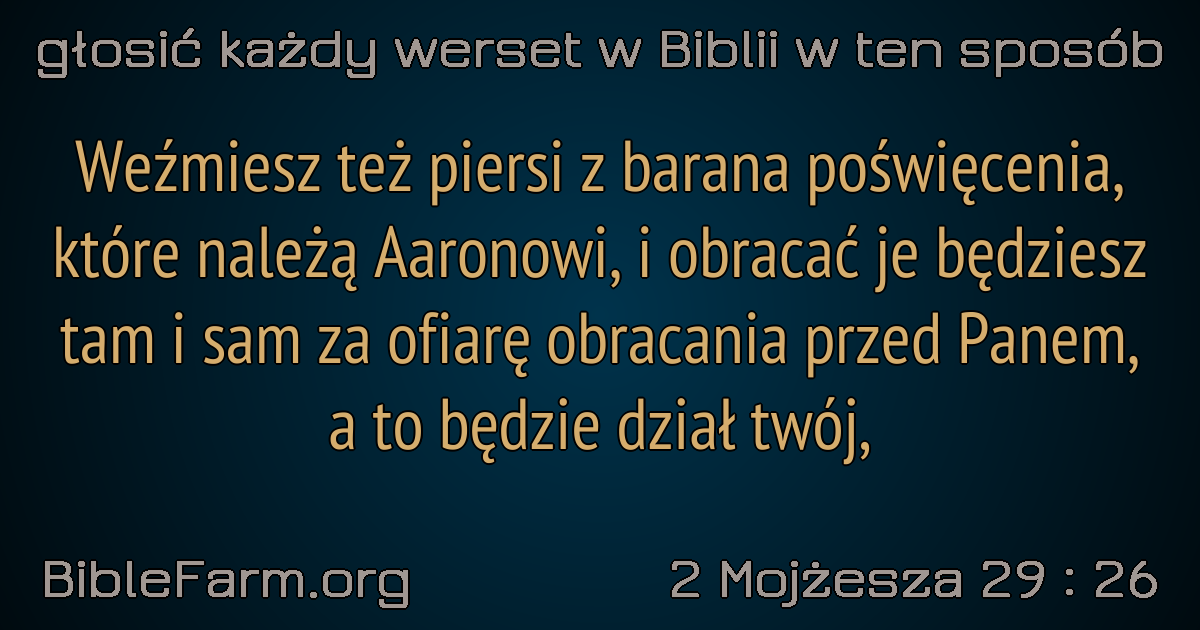 głosić każdy werset w Biblii w ten sposób
Weźmiesz też piersi z barana poświęcenia,
które należą Aaronowi, i obracać je będziesz
tam i sam za ofiarę obracania przed Panem,
a to będzie dział twój,
BibleFarm.org
2 Mojżesza 29 : 26